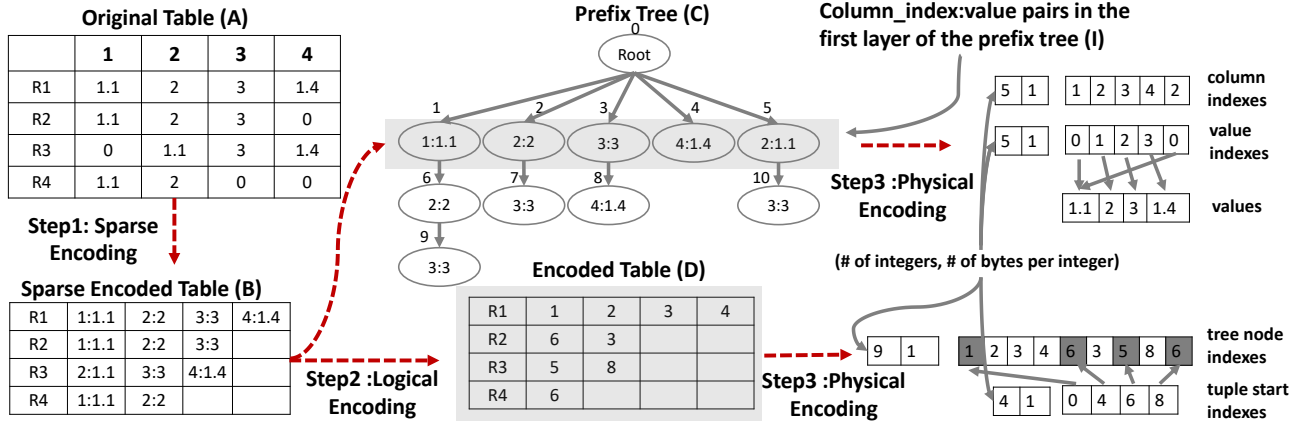 Original Table (A)
1 2 3 4
R1 1.1 2 3 1.4
R2 1.1 2 3 0
R3 0 1.1 3 1.4
R4 1.1 2 0 0
Step1: Sparse
Encoding
Sparse Encoded Table (B)
R1 1:1.1 2:2 3:3 4:1.4
R2 1:1.1 2:2 3:3
R3 2:1.1 3:3 4:1.4
R4 1:1.1 2:2
Prefix Tree (C)
0
Root
1 2 3 4 5
1:1.1 2:2 3:3 4:1.4 2:1.1
6 7 8 10
2:2 3:3 4:1.4 3:3
9
3:3
Step2 :Logical
Encoding
Encoded Table (D)
R1 1 2 3 4
R2 6 3
R3 5 8
R4 6
Column_index:value pairs in the
first layer of the prefix tree (I)
Step3 :Physical
Encoding
5 1 1 2 3 4 2
column
indexes
5 1 0 1 2 3 0
value
indexes
1.1 2 3 1.4
values
(# of integers, # of bytes per integer)
Step3 :Physical
Encoding
9 1 1 2 3 4 6 3 5 8 6
tree node
indexes
4 1 0 4 6 8
tuple start
indexes